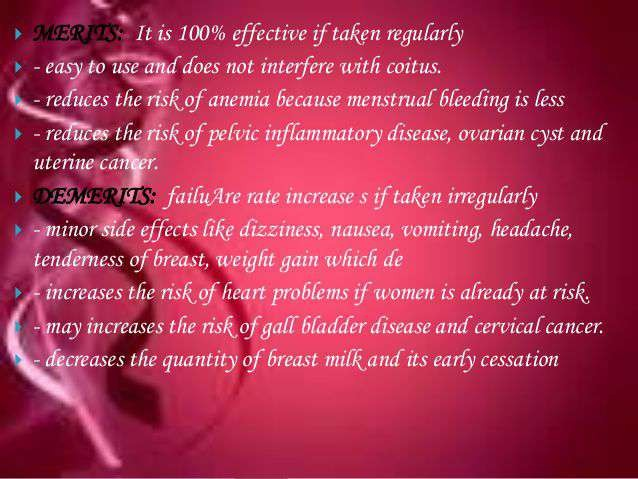 MERITS: It is 100% effective if taken regularly
- easy to use and does not interfere with coitus.
- reduces the risk of anemia because menstrual bleeding is less
- reduces the risk of pelvic inflammatory disease, ovarian cyst and
uterine cancer.
DEMERITS: failuAre rate increase s if taken irregularly
- minor side effects like dizziness, nausea, vomiting, headache,
tenderness of breast, weight gain which de
- increases the risk of heart problems if women is already at risk.
- may increases the risk of gall bladder disease and cervical cancer.
- decreases the quantity of breast milk and its early cessation